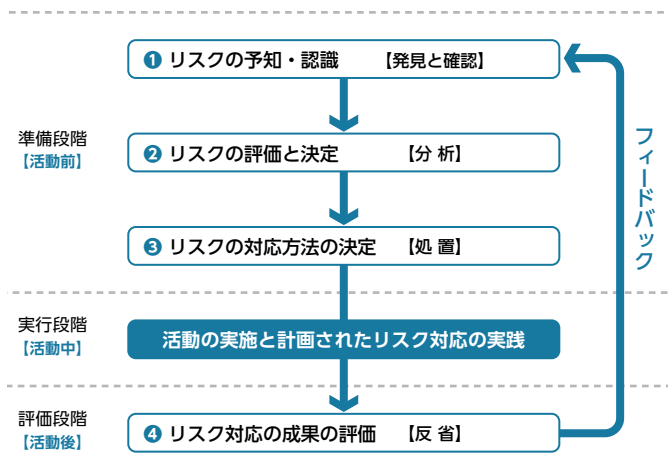 ❶ リスクの予知・認識 【発見と確認】
準備段階
【活動前】
❷ リスクの評価と決定 【分 析】
❸ リスクの対応方法の決定 【処 置】
フィードバック
実行段階
【活動中】
活動の実施と計画されたリスク対応の実践
評価段階
【活動後】
❹ リスク対応の成果の評価 【反 省】